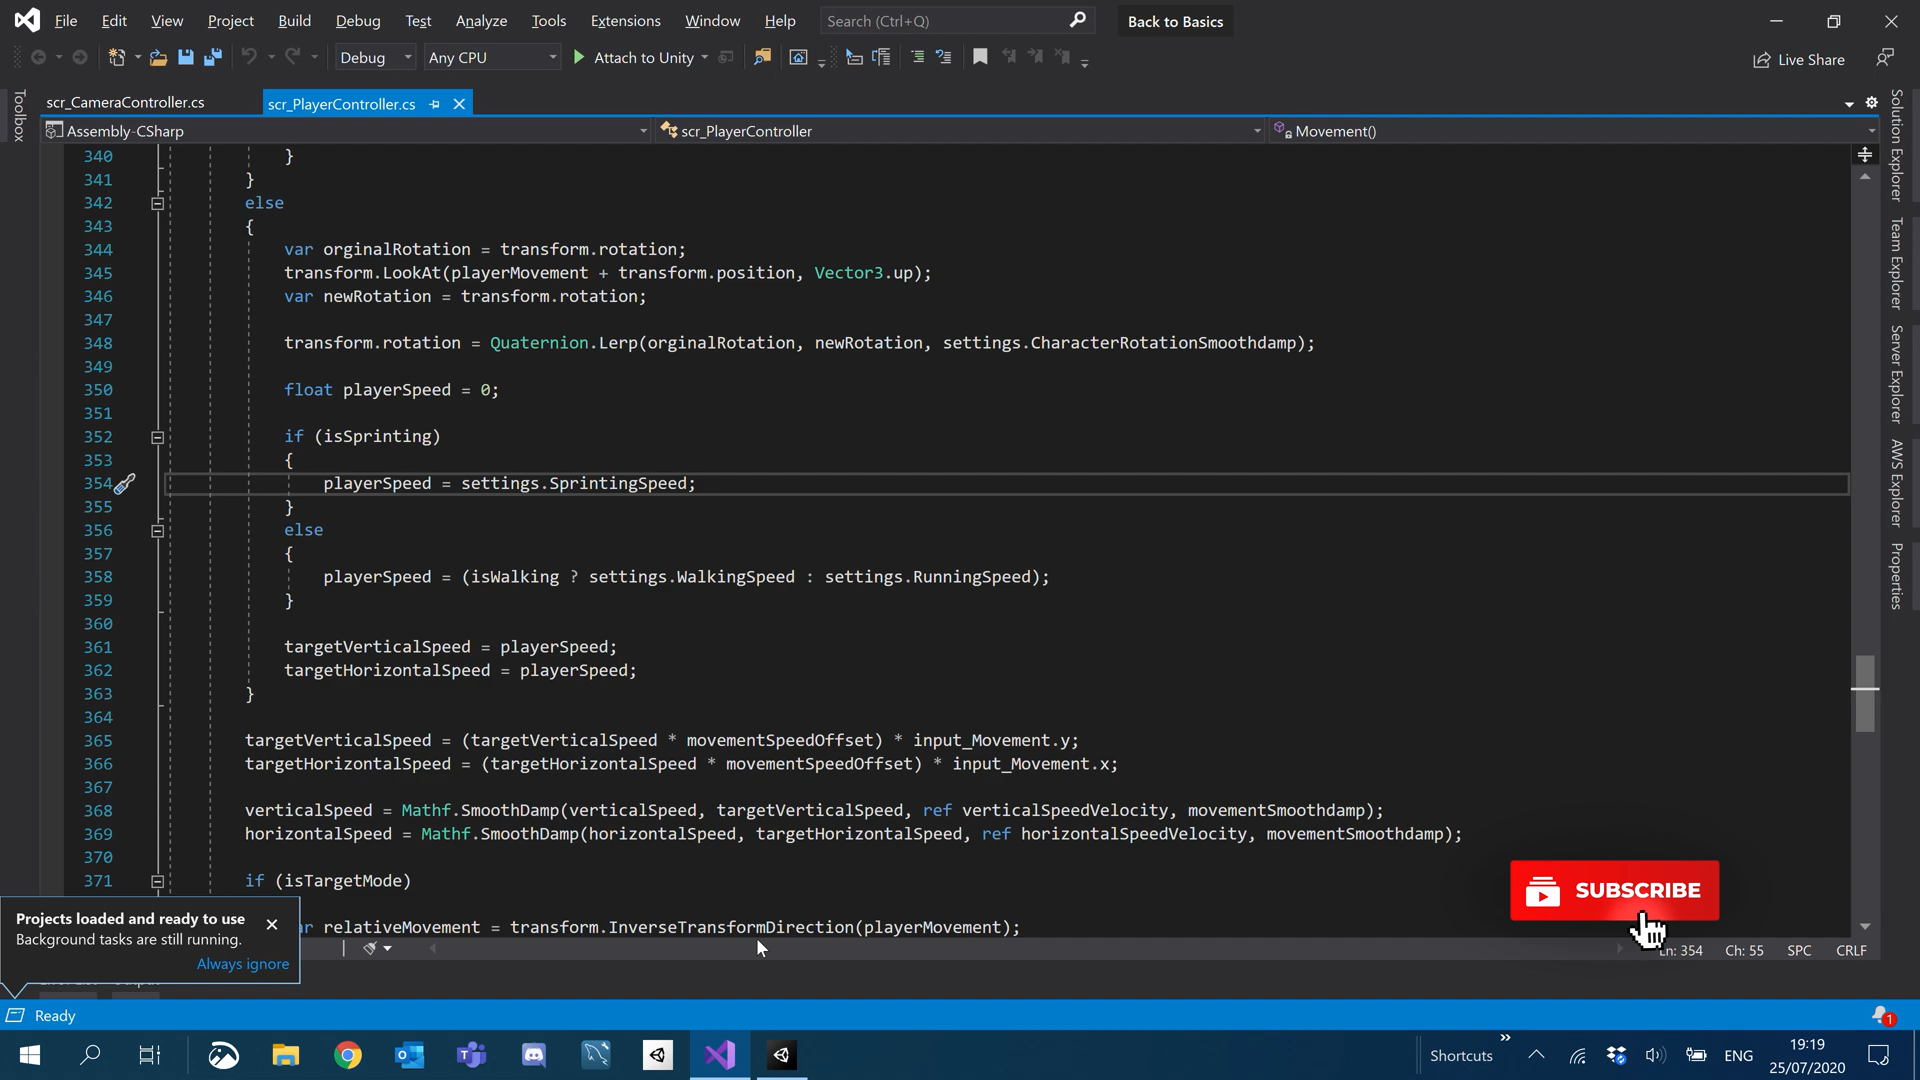 File Edit View Project Build Debug Test Analyze Tools Extensions Window Help Search (Ctrl+Q) Back to Basics
Debug Any CPU Attach to Unity Live Share
Toolbox
scr_CameraController.cs scr_PlayerController.cs
Assembly-CSharp scr_PlayerController Movement()
340 }
341 }
342 else
343 {
344 var orginalRotation = transform.rotation;
345 transform.LookAt(playerMovement + transform.position, Vector3.up);
346 var newRotation = transform.rotation;
347
348 transform.rotation = Quaternion.Lerp(orginalRotation, newRotation, settings.CharacterRotationSmoothdamp);
349
350 float playerSpeed = 0;
351
352 if (isSprinting)
353 {
354 playerSpeed = settings.SprintingSpeed;
355 }
356 else
357 {
358 playerSpeed = (isWalking ? settings.WalkingSpeed : settings.RunningSpeed);
359 }
360
361 targetVerticalSpeed = playerSpeed;
362 targetHorizontalSpeed = playerSpeed;
363 }
364
365 targetVerticalSpeed = (targetVerticalSpeed * movementSpeedOffset) * input_Movement.y;
366 targetHorizontalSpeed = (targetHorizontalSpeed * movementSpeedOffset) * input_Movement.x;
367
368 verticalSpeed = Mathf.SmoothDamp(verticalSpeed, targetVerticalSpeed, ref verticalSpeedVelocity, movementSmoothdamp);
369 horizontalSpeed = Mathf.SmoothDamp(horizontalSpeed, targetHorizontalSpeed, ref horizontalSpeedVelocity, movementSmoothdamp);
370
371 if (isTargetMode)
relativeMovement = transform.InverseTransformDirection(playerMovement);
Solution Explorer
Team Explorer
Server Explorer
AWS Explorer
Properties
SUBSCRIBE
Projects loaded and ready to use
Background tasks are still running.
Always ignore
Ln: 354 Ch: 55 SPC CRLF
Ready 1
Shortcuts ENG 19:19
25/07/2020